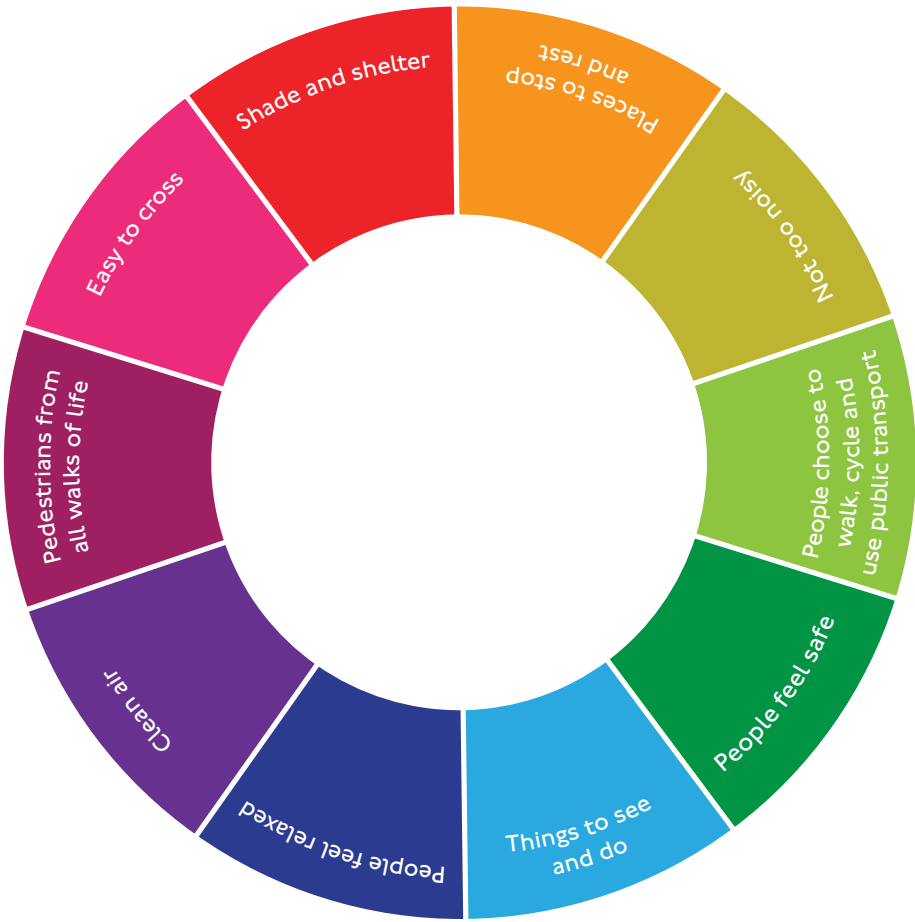 Shade and shelter
Places to stop
and rest
Not too noisy
People choose to
walk, cycle and
use public transport
People feel safe
Things to see
and do
People feel relaxed
Clean air
Pedestrians from
all walks of life
Easy to cross